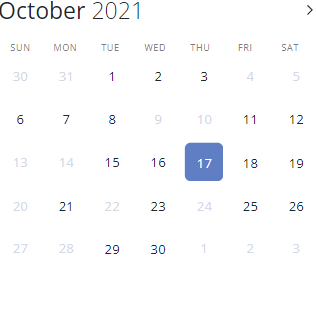 October 2021
SUN MON TUE WED THU FRI SAT
30 31 1 2 3 4 5
6 7 8 9 10 11 12
13 14 15 16 17 18 19
20 21 22 23 24 25 26
27 28 29 30 1 2 3